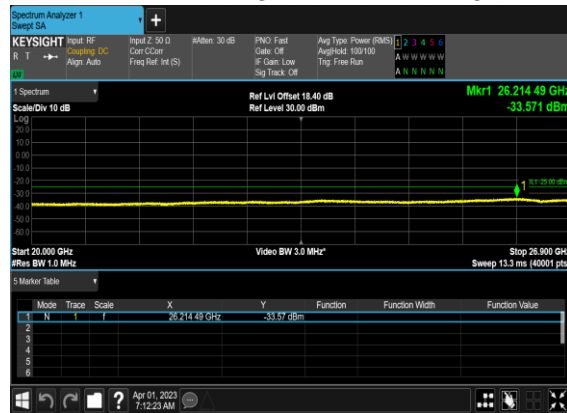 Spectrum Analyzer 1
Swept SA
KEYSIGHT Input: RF Input Z: 50 Ω #Atten: 30 dB PNO: Fast Avg Type: Power (RMS) 1 2 3 4 5 6
R T Coupling: DC Corr CCorr Gate: Off Avg|Hold: 100/100 A W W W W W
Align: Auto Freq Ref: Int (S) IF Gain: Low Trig: Free Run
LW Sig Track: Off A N N N N N
1 Spectrum
Scale/Div 10 dB Ref Lvl Offset 18.40 dB Mkr1 26.214 49 GHz
Ref Level 30.00 dBm -33.571 dBm
Log
20.0
10.0
0.00
-10.0
-20.0
-30.0
-40.0
-50.0
-60.0
1
Start 20.000 GHz Video BW 3.0 MHz* Stop 26.900 GHz
#Res BW 1.0 MHz Sweep 13.3 ms (40001 pts
5 Marker Table
Mode Trace Scale X Y Function Function Width Function Value
1 N 1 f 26.214 49 GHz -33.57 dBm
2
3
4
5
6
? Apr 01, 2023
7:12:23 AM